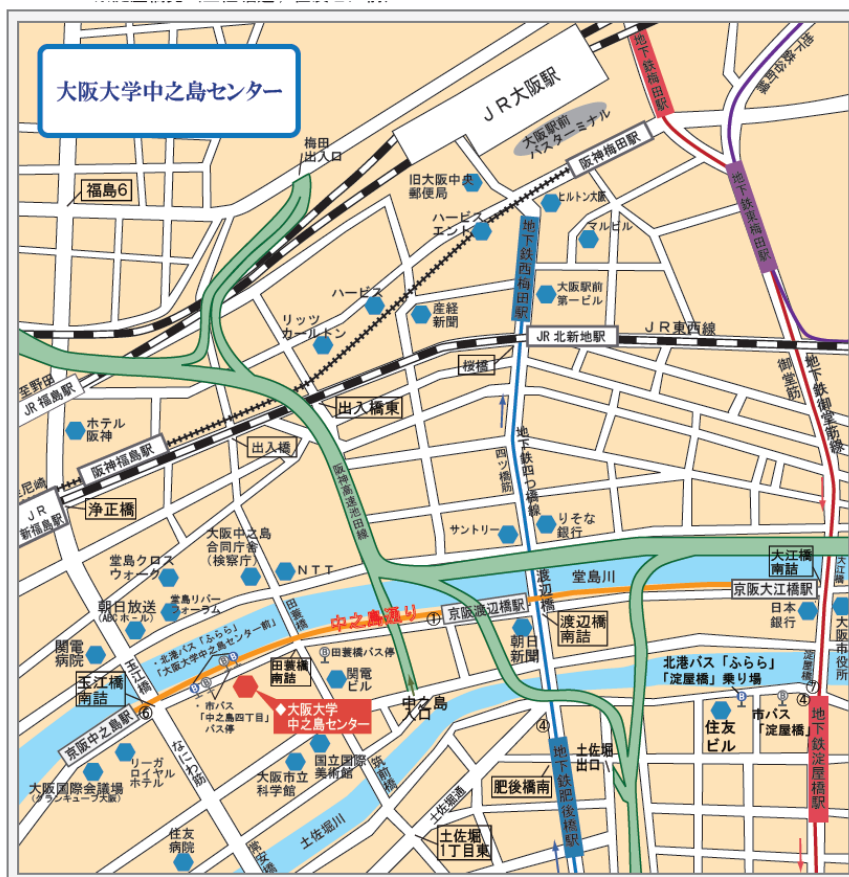 大阪大学中之島センター
JR大阪駅
地下鉄梅田駅
地下鉄谷町線
大阪駅前
バスターミナル
阪神梅田駅
梅田
出入口
福島6
旧大阪中央
郵便局
ヒルトン大阪
ハービス
エント
マルビル
地下鉄東梅田駅
地下鉄西梅田駅
大阪駅前
第一ビル
ハービス
産経
新聞
リッツ
カールトン
JR北新地駅
JR東西線
桜橋
御堂筋
地下鉄御堂筋線
至野田
JR福島駅
出入橋東
ホテル
阪神
阪神福島駅
出入橋
地下鉄四つ橋線
四ツ橋筋
阪神高速池田線
JR
新福島駅
浄正橋
サントリー
りそな
銀行
大阪中之島
合同庁舎
(検察庁)
堂島クロス
ウォーク
NTT
堂島川
大江橋
南詰
大江橋
堂島リバー
フォーラム
朝日放送
(ABCホール)
田蓑橋
中之島通り
①
京阪渡辺橋駅
渡辺橋
渡辺橋
南詰
京阪大江橋駅
日本
銀行
大阪市役所
関電
病院
・北港バス「ふらら」
「大阪大学中之島センター前」
朝日
新聞
田蓑橋バス停
田蓑橋
南詰
関電
ビル
北港バス「ふらら」
「淀屋橋」乗り場
淀屋橋
玉江橋
玉江橋
南詰
⑥
京阪中之島駅
・市バス
「中之島四丁目」
バス停
◆大阪大学
中之島センター
中之島
入口
住友
ビル
市バス
「淀屋橋」
④
④
地下鉄淀屋橋駅
なにわ筋
リーガ
ロイヤル
ホテル
大阪国際会議場
(グランキューブ大阪)
大阪市立
科学館
国立国際
美術館
筑前橋
土佐堀
出口
肥後橋南
地下鉄肥後橋駅
土佐堀通
土佐堀川
土佐堀
1丁目東
住友
病院
常安橋